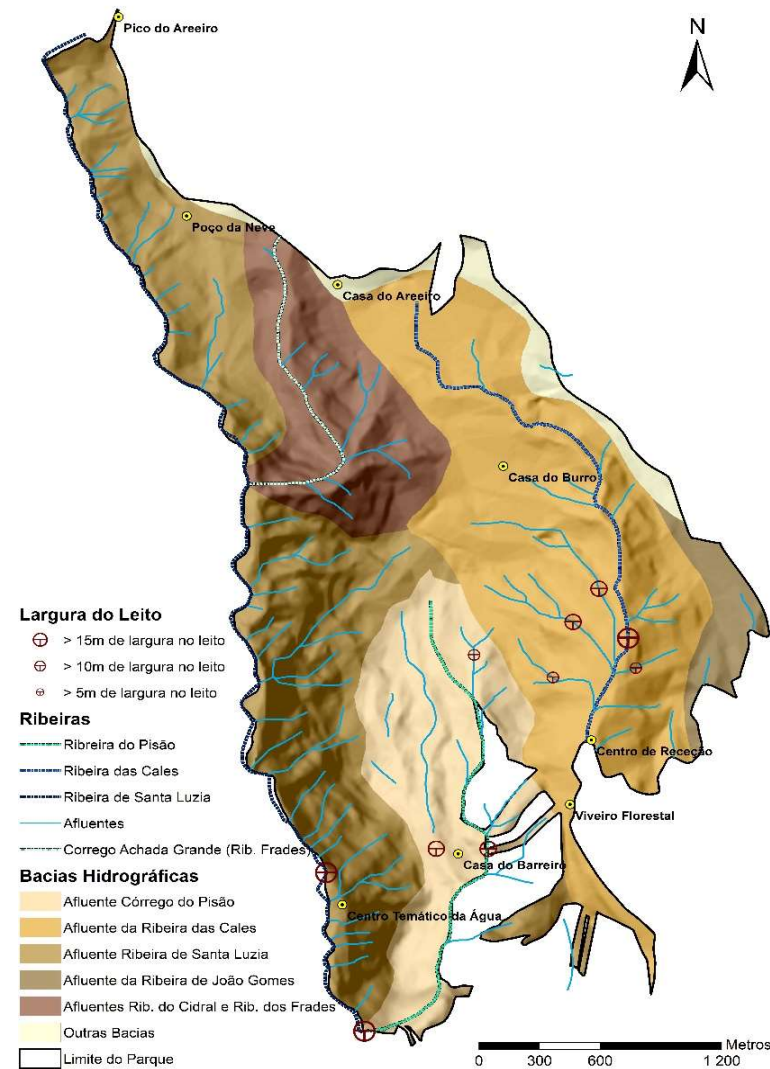 Pico do Areeiro
N
Poço da Neve
Casa do Areeiro
Casa do Burro
Largura do Leito
> 15m de largura no leito
> 10m de largura no leito
> 5m de largura no leito
Ribeiras
Ribreira do Pisão
Ribeira das Cales
Ribeira de Santa Luzia
Afluentes
Corrego Achada Grande (Rib. Frades)
Centro de Receção
Viveiro Florestal
Casa do Barreiro
Centro Temático da Água
Bacias Hidrográficas
Afluente Córrego do Pisão
Afluente da Ribeira das Cales
Afluente Ribeira de Santa Luzia
Afluente da Ribeira de João Gomes
Afluentes Rib. do Cidral e Rib. dos Frades
Outras Bacias
Limite do Parque
Metros
0 300 600 1 200